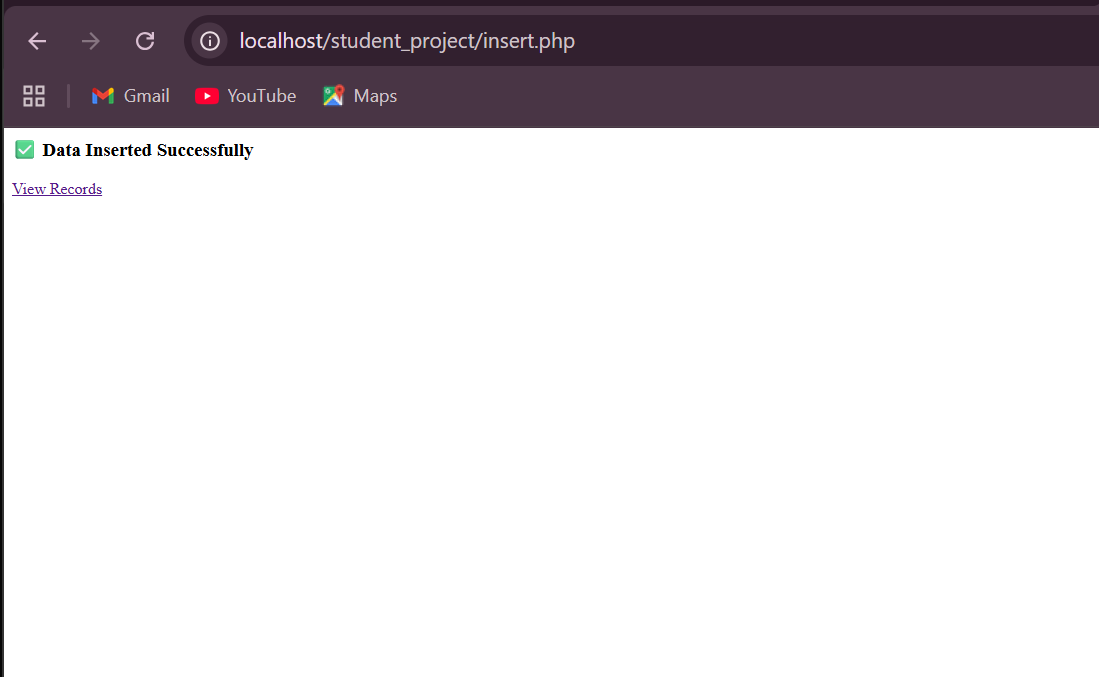 localhost/student_project/insert.php
Gmail YouTube Maps
✅ Data Inserted Successfully
View Records